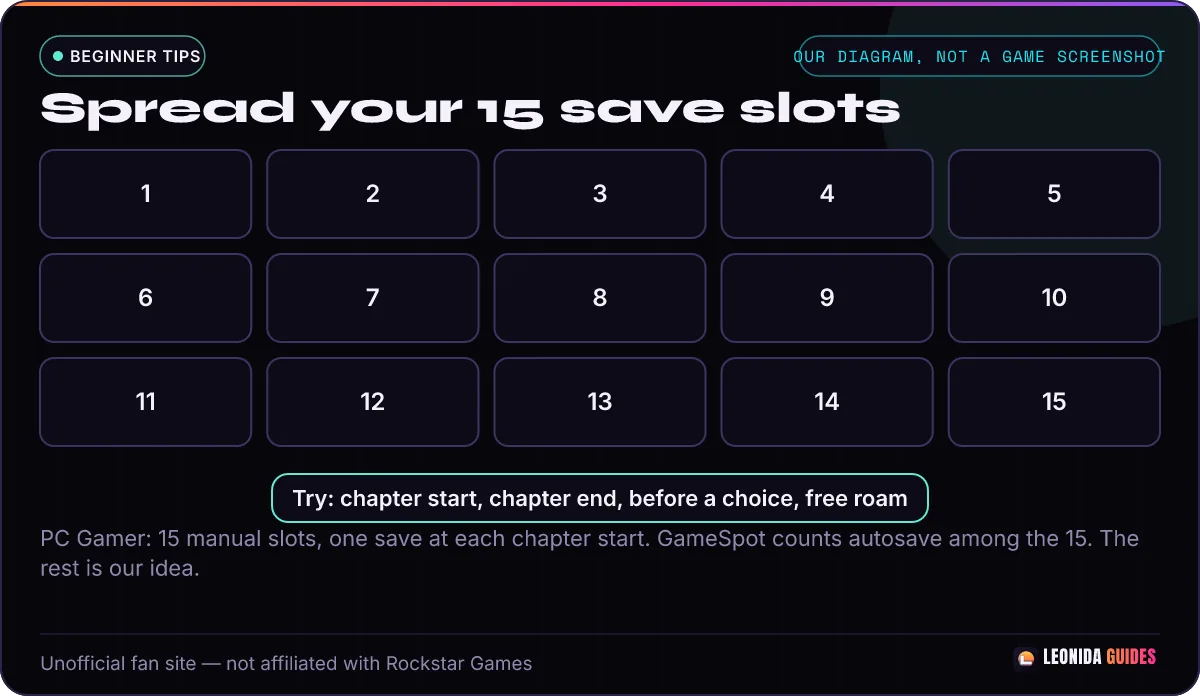 BEGINNER TIPS
OUR DIAGRAM, NOT A GAME SCREENSHOT
Spread your 15 save slots
1
2
3
4
5
6
7
8
9
10
11
12
13
14
15
Try: chapter start, chapter end, before a choice, free roam
PC Gamer: 15 manual slots, one save at each chapter start. GameSpot counts autosave among the 15. The
rest is our idea.
Unofficial fan site — not affiliated with Rockstar Games
LEONIDA GUIDES